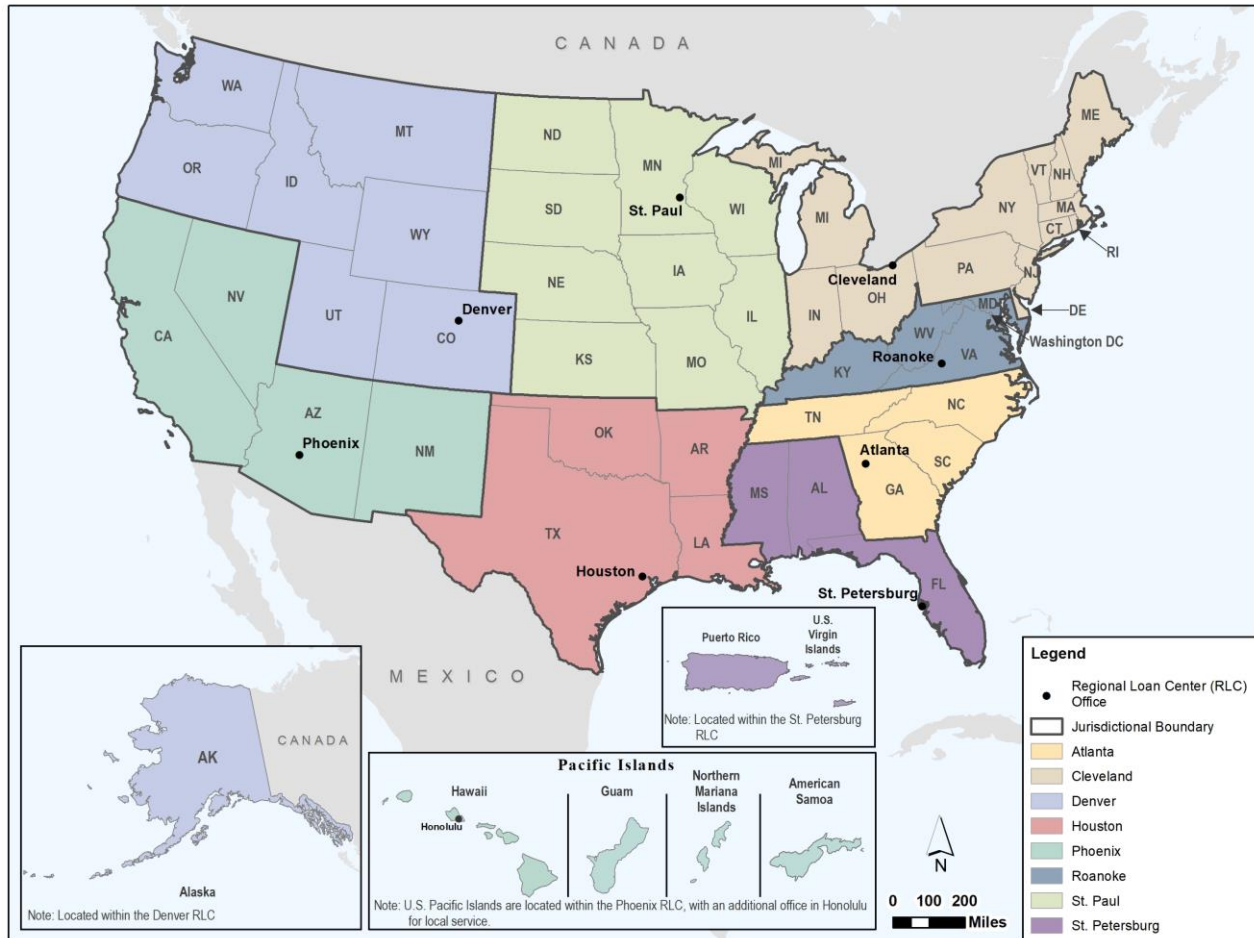 CANADA
WA
MT
ND
MN
MI
ME
VT
NH
OR
ID
SD
St. Paul
WI
MI
NY
MA
CT
RI
WY
NE
IA
Cleveland
PA
NJ
OH
NV
UT
Denver
CO
IL
IN
MD
DE
Washington DC
CA
KS
MO
WV
VA
KY
Roanoke
AZ
Phoenix
NM
OK
AR
TN
NC
Atlanta
SC
MS
AL
GA
TX
LA
Houston
FL
St. Petersburg
MEXICO
Puerto Rico
U.S.
Virgin
Islands
Note: Located within the St. Petersburg
RLC
CANADA
AK
Alaska
Note: Located within the Denver RLC
Pacific Islands
Hawaii
Honolulu
Guam
Northern
Mariana
Islands
American
Samoa
Note: U.S. Pacific Islands are located within the Phoenix RLC, with an additional office in Honolulu
for local service.
N
0 100 200
Miles
Legend
Regional Loan Center (RLC)
Office
Jurisdictional Boundary
Atlanta
Cleveland
Denver
Houston
Phoenix
Roanoke
St. Paul
St. Petersburg